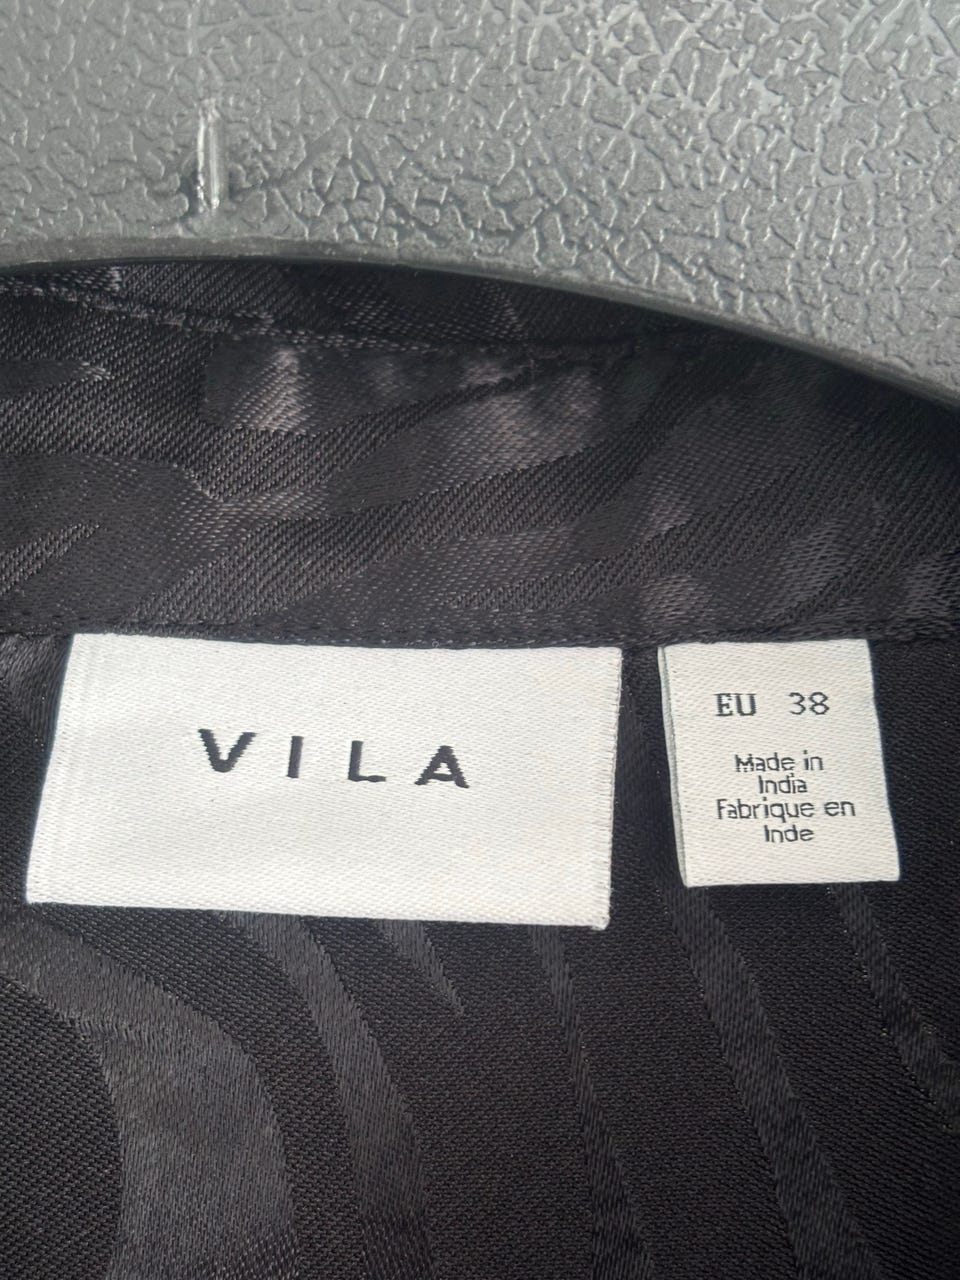 VILA
EU 38
Made in
India
Fabrique en
Inde